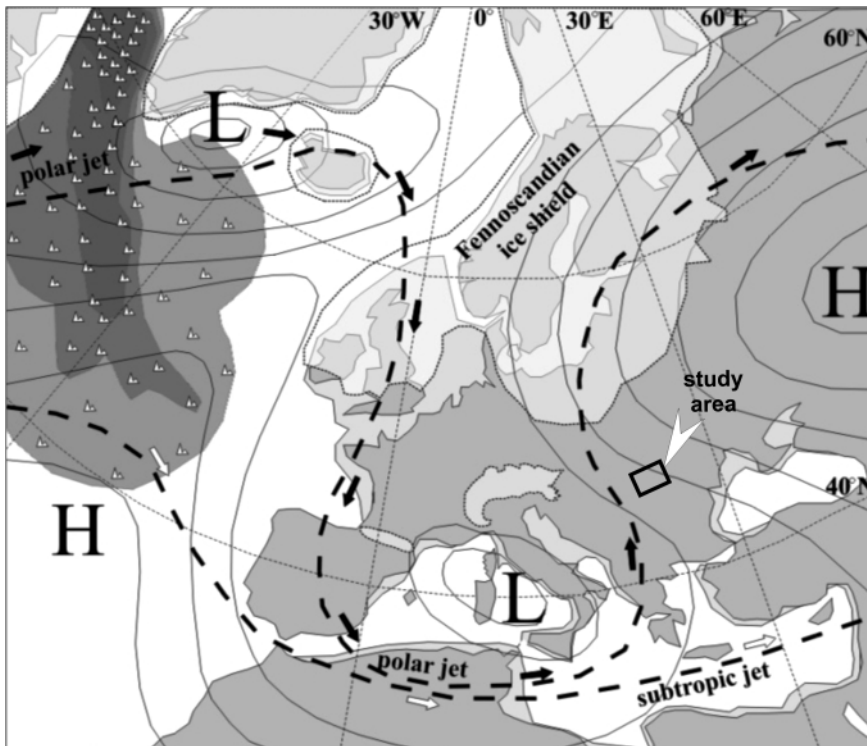 30°W
0°
30°E
60°E
60°N
L
polar jet
Fennoscandian
ice shield
H
study
area
40°N
H
L
polar jet
subtropic jet